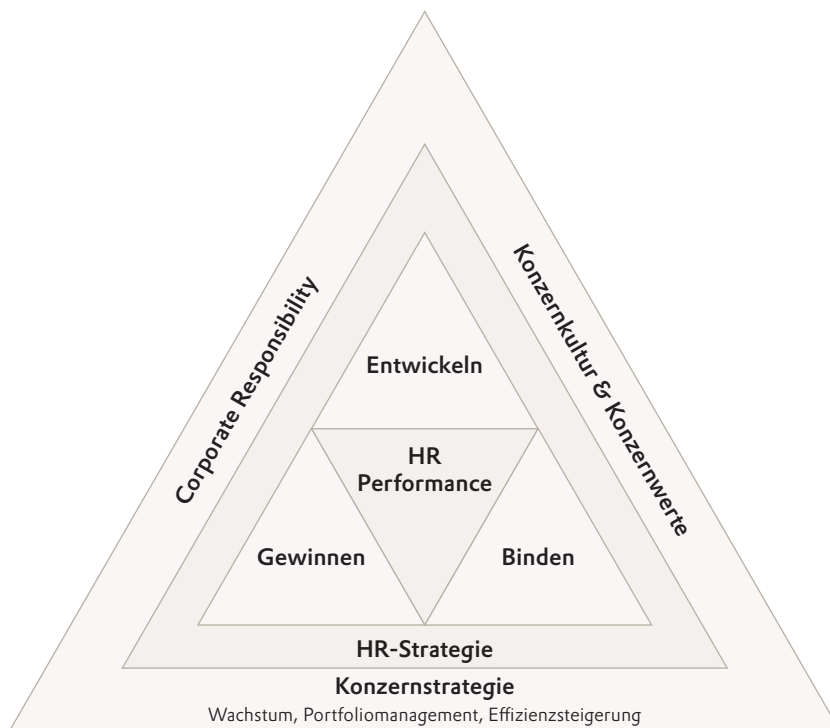 Corporate Responsibility
Konzernkultur & Konzernwerte
Entwickeln
HR
Performance
Gewinnen
Binden
HR-Strategie
Konzernstrategie
Wachstum, Portfoliomanagement, Effizienzsteigerung